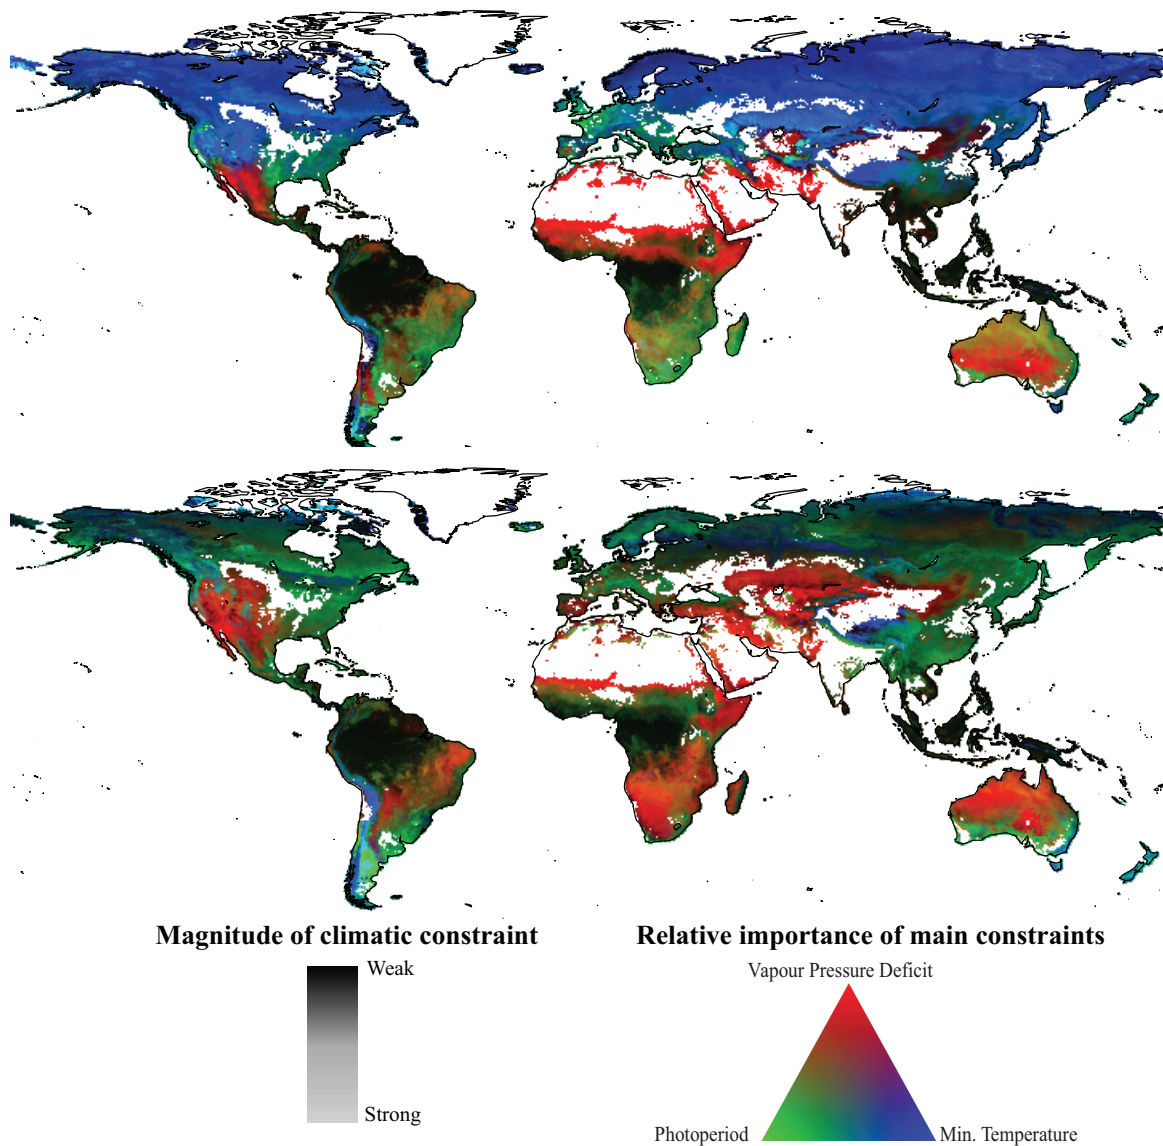 Magnitude of climatic constraint
Relative importance of main constraints
Weak
Strong
Vapour Pressure Deficit
Photoperiod
Min. Temperature